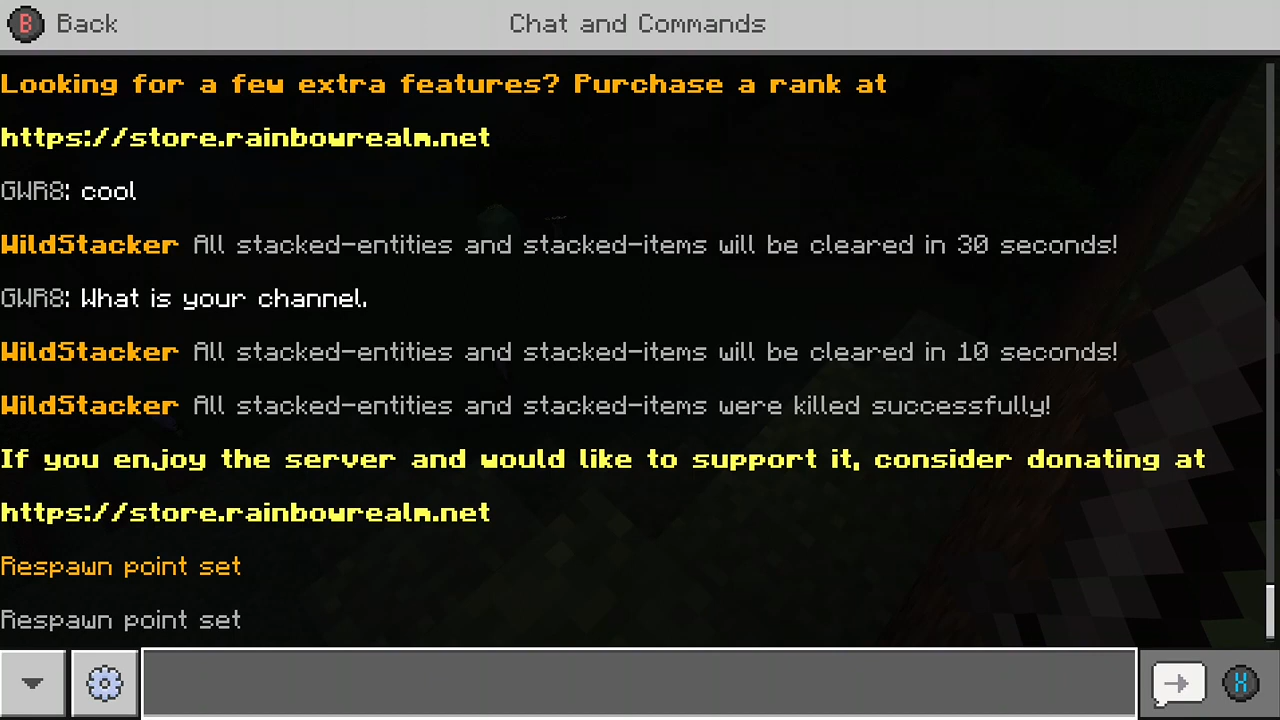 B Back
Chat and Commands
Looking for a few extra features? Purchase a rank at
https://store.rainbowrealm.net
GWR8: cool
WildStacker All stacked-entities and stacked-items will be cleared in 30 seconds!
GWR8: What is your channel.
WildStacker All stacked-entities and stacked-items will be cleared in 10 seconds!
WildStacker All stacked-entities and stacked-items were killed successfully!
If you enjoy the server and would like to support it, consider donating at
https://store.rainbowrealm.net
Respawn point set
Respawn point set
X